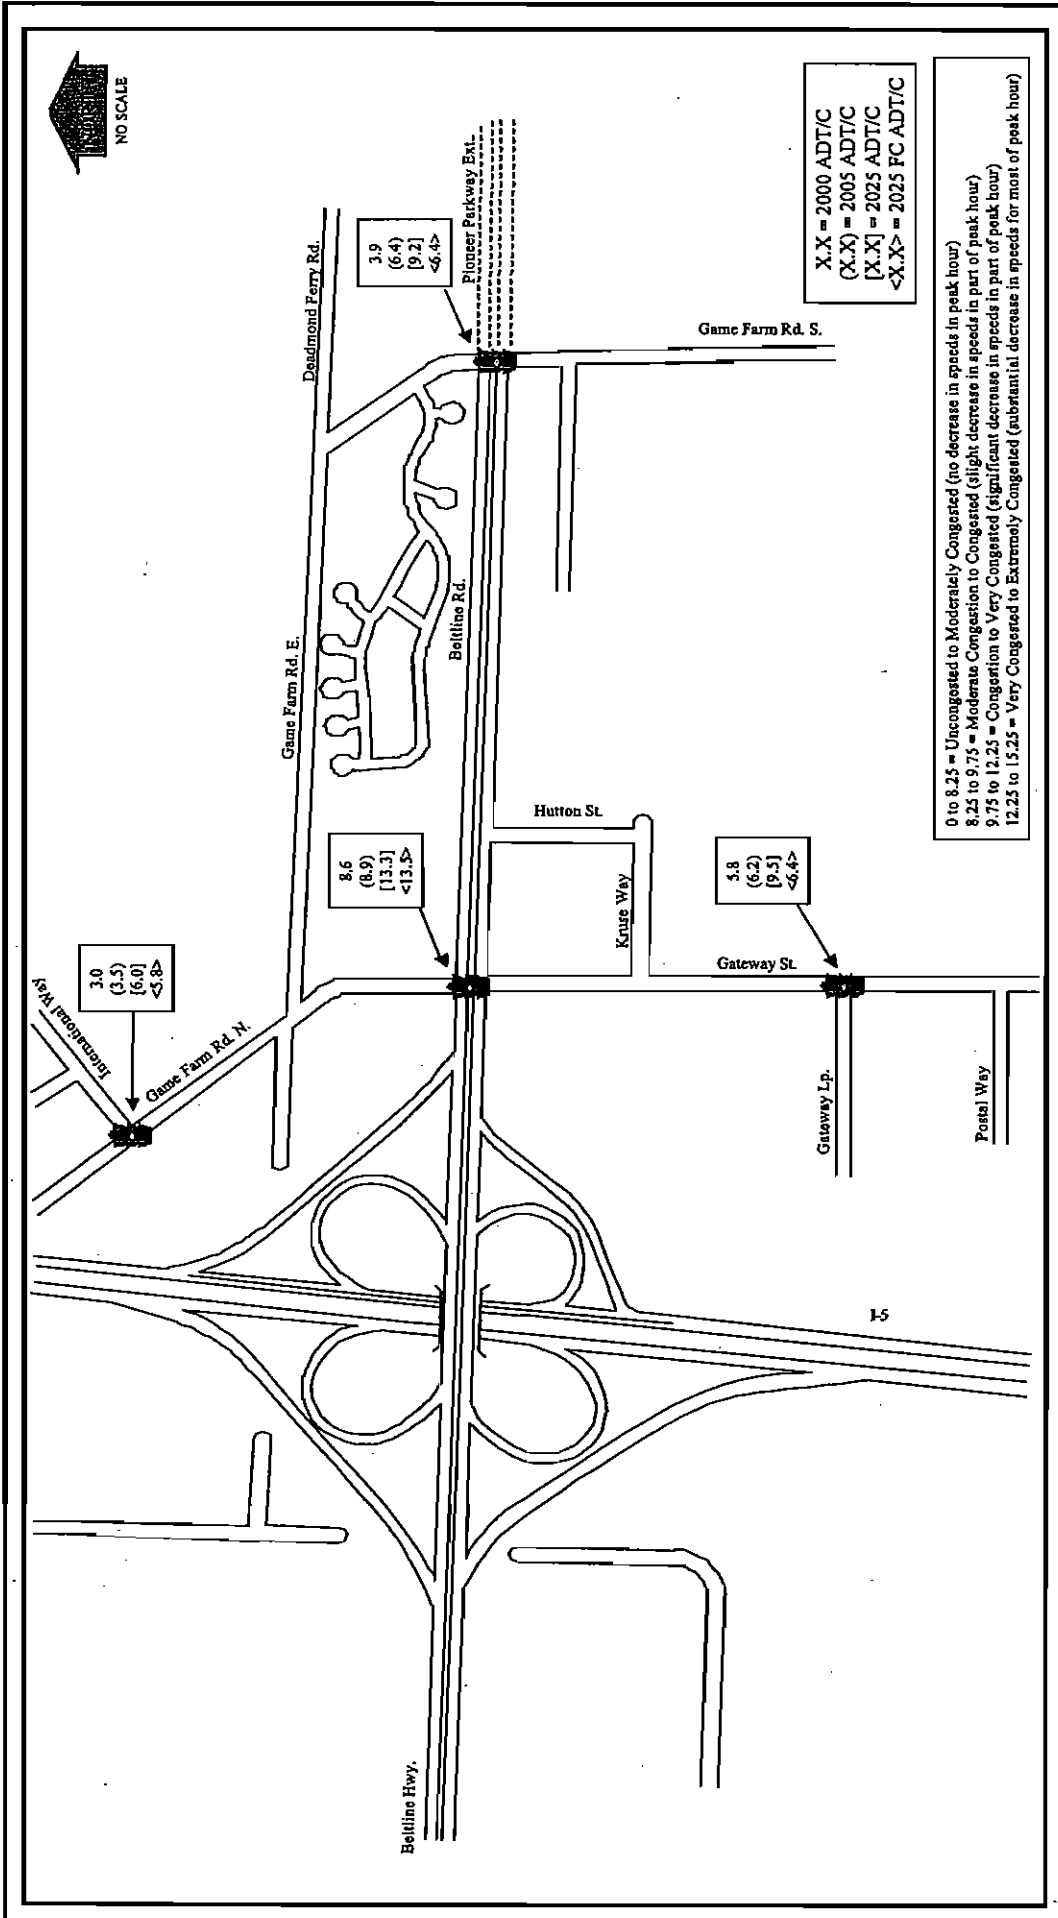 NO SCALE
International Way
3.0
(3.5)
[6.0]
<5.8>
Game Farm Rd. N.
Game Farm Rd. E.
Deadmond Ferry Rd.
3.9
(6.4)
[9.2]
<6.4>
Pioneer Parkway Ext.
8.6
(8.9)
[13.3]
<13.5>
Beltline Rd.
Beltline Hwy.
Hutton St.
Kruse Way
Gateway St.
Game Farm Rd. S.
5.8
(6.2)
[9.5]
<6.4>
Gateway Lp.
Postal Way
I-5
X.X = 2000 ADT/C
(X.X) = 2005 ADT/C
[X.X] = 2025 ADT/C
<X.X> = 2025 FC ADT/C
0 to 8.25 = Uncongested to Moderately Congested (no decrease in speeds in peak hour)
8.25 to 9.75 = Moderate Congestion to Congested (slight decrease in speeds in part of peak hour)
9.75 to 12.25 = Congestion to Very Congested (significant decrease in speeds in part of peak hour)
12.25 to 15.25 = Very Congested to Extremely Congested (substantial decrease in speeds for most of peak hour)